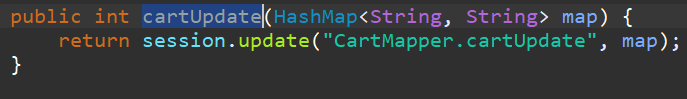 public int cartUpdate(HashMap<String, String> map) {
    return session.update("CartMapper.cartUpdate", map);
}